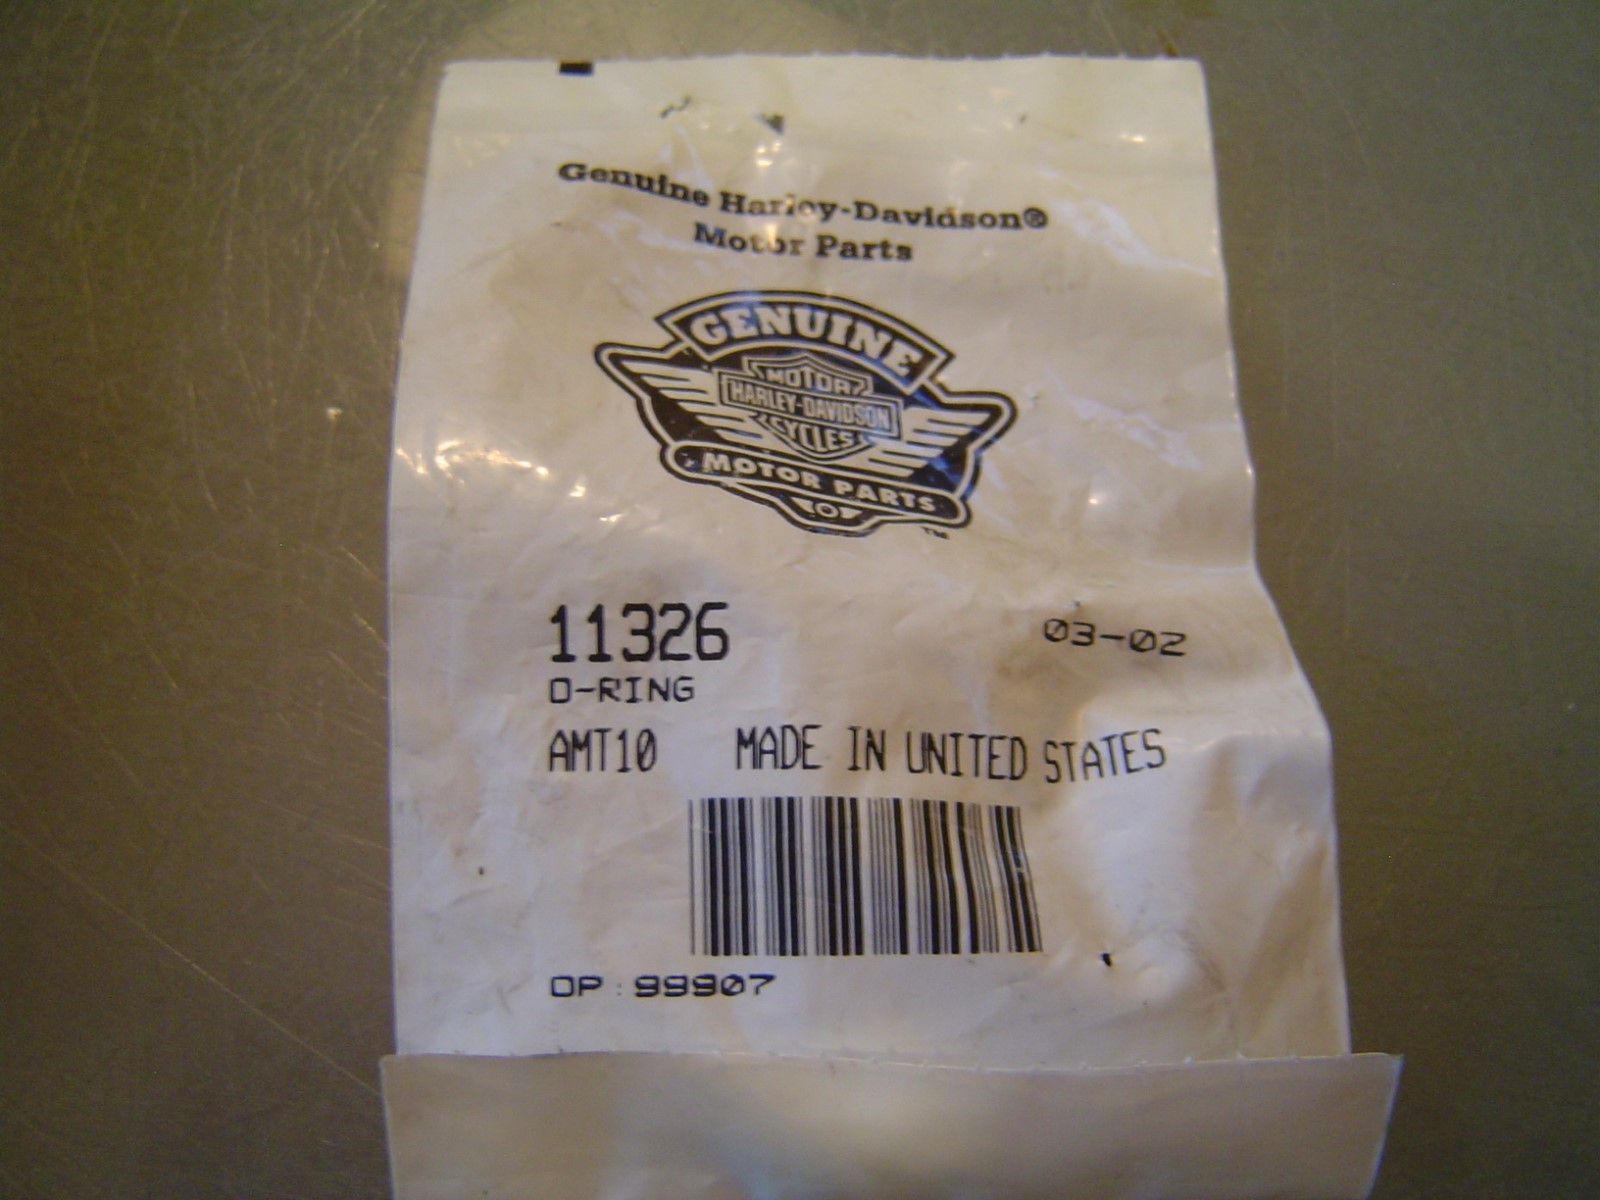 Genuine Harley-Davidson®
Motor Parts
GENUINE
MOTOR
HARLEY-DAVIDSON
CYCLES
MOTOR PARTS
TM
11326 03-02
O-RING
AMT10 MADE IN UNITED STATES
OP: 99907